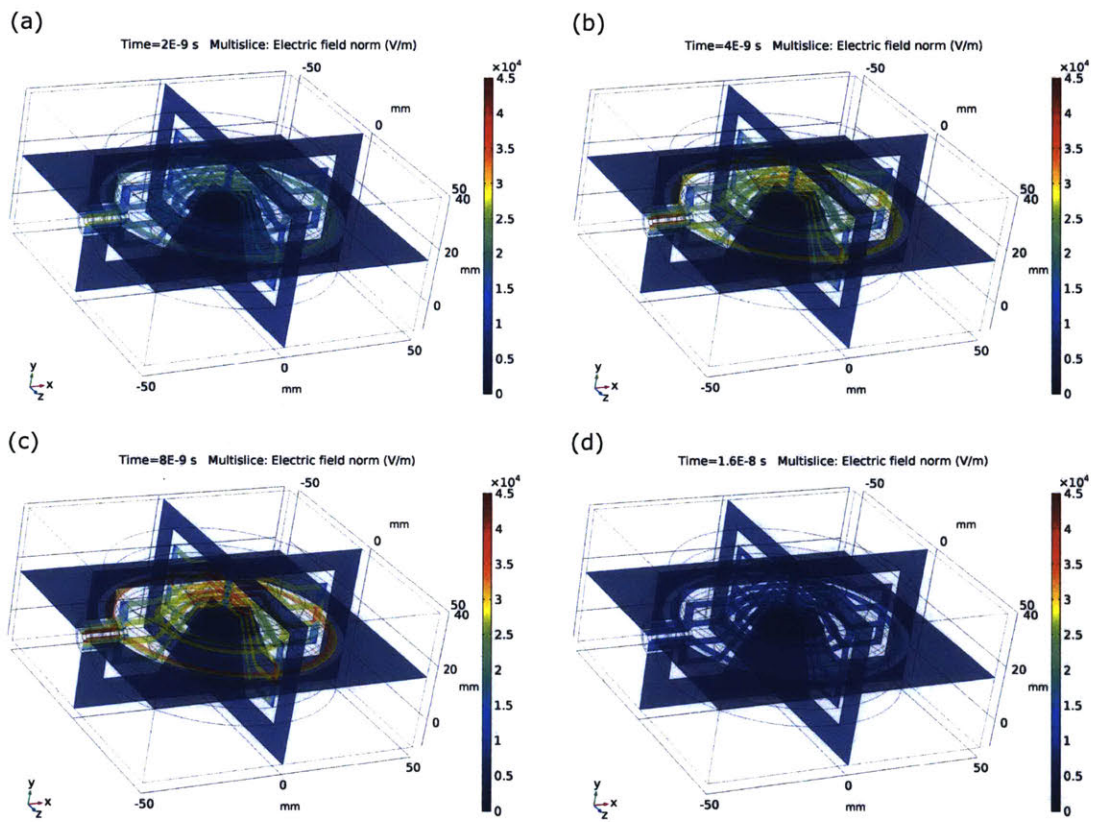 (a)
Time=2E-9 s Multislice: Electric field norm (V/m)
×10⁴
-50
mm
0
50
40
20
mm
0
50
0
mm
-50
y
x
z
4.5
4
3.5
3
2.5
2
1.5
1
0.5
0
(b)
Time=4E-9 s Multislice: Electric field norm (V/m)
×10⁴
-50
mm
0
50
40
20
mm
0
50
0
mm
-50
y
x
z
4.5
4
3.5
3
2.5
2
1.5
1
0.5
0
(c)
Time=8E-9 s Multislice: Electric field norm (V/m)
×10⁴
-50
mm
0
50
40
20
mm
0
50
0
mm
-50
y
x
z
4.5
4
3.5
3
2.5
2
1.5
1
0.5
0
(d)
Time=1.6E-8 s Multislice: Electric field norm (V/m)
×10⁴
-50
mm
0
50
40
20
mm
0
50
0
mm
-50
y
x
z
4.5
4
3.5
3
2.5
2
1.5
1
0.5
0